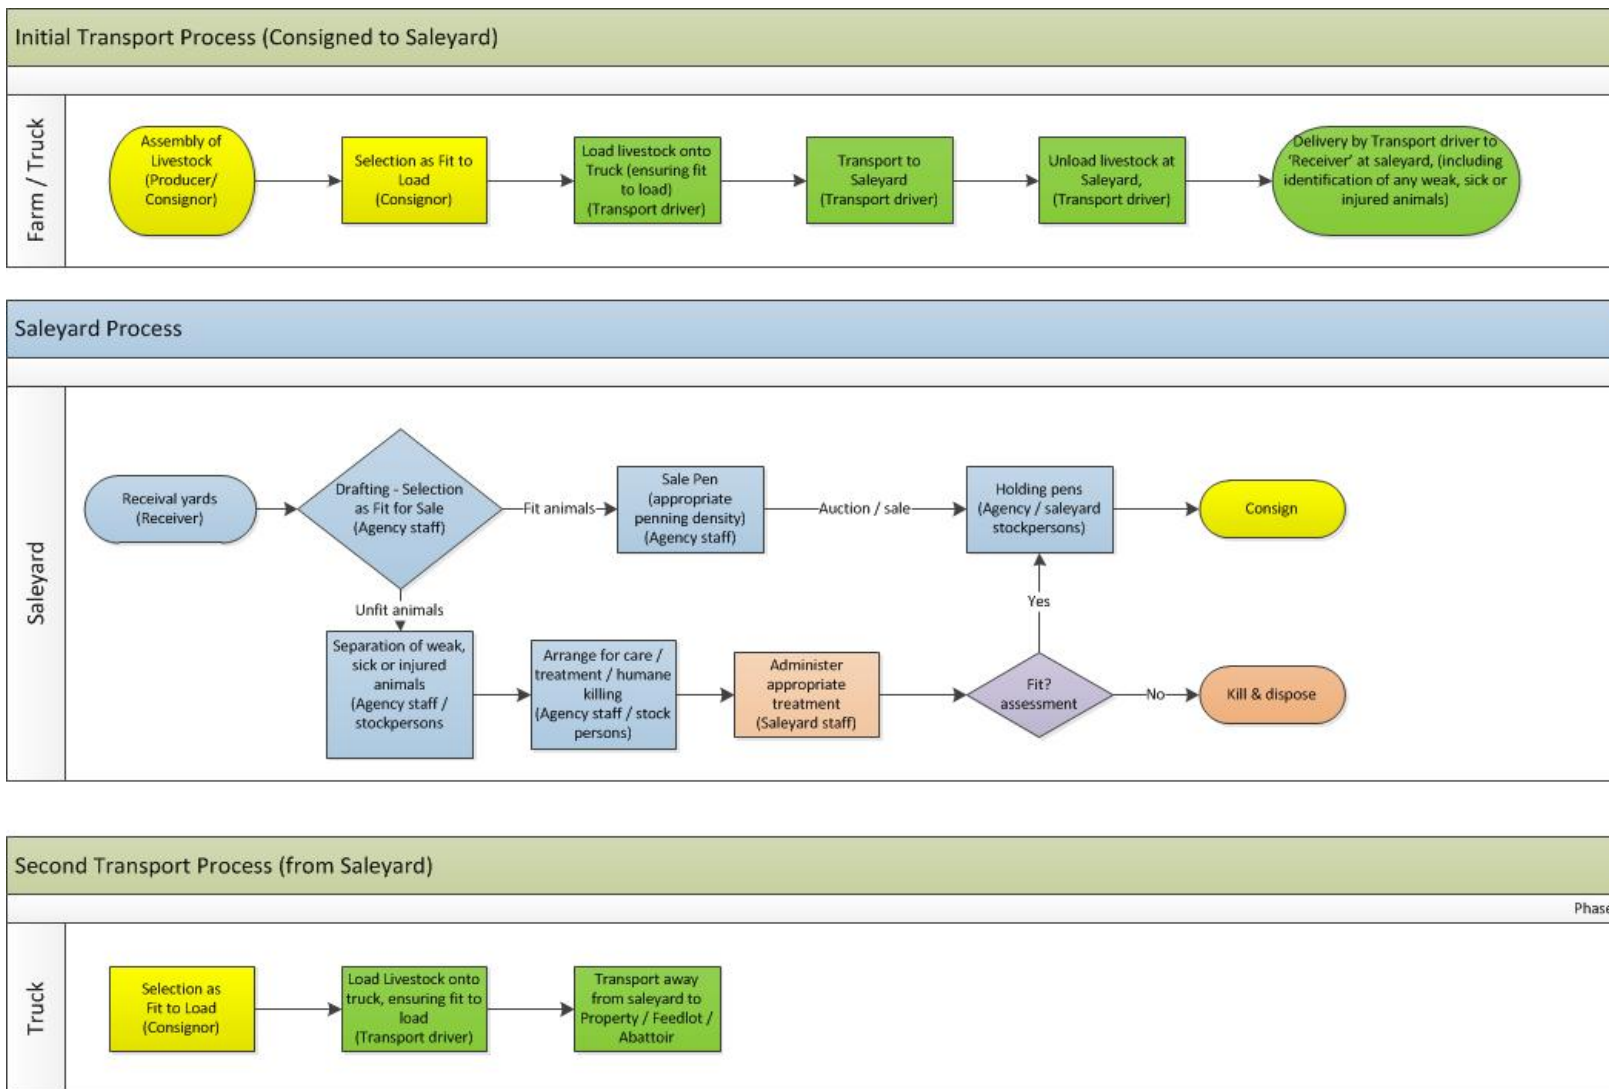 Initial Transport Process (Consigned to Saleyard)
Farm / Truck
Assembly of
Livestock
(Producer/
Consignor)
Selection as Fit to
Load
(Consignor)
Load livestock onto
Truck (ensuring fit
to load)
(Transport driver)
Transport to
Saleyard
(Transport driver)
Unload livestock at
Saleyard,
(Transport driver)
Delivery by Transport driver to
'Receiver' at saleyard, (including
identification of any weak, sick or
injured animals)
Saleyard Process
Saleyard
Receival yards
(Receiver)
Drafting - Selection
as Fit for Sale
(Agency staff)
Fit animals
Sale Pen
(appropriate
penning density)
(Agency staff)
Auction / sale
Holding pens
(Agency / saleyard
stockpersons)
Consign
Unfit animals
Yes
Separation of weak,
sick or injured
animals
(Agency staff /
stockpersons
Arrange for care /
treatment / humane
killing
(Agency staff / stock
persons)
Administer
appropriate
treatment
(Saleyard staff)
Fit?
assessment
No
Kill & dispose
Second Transport Process (from Saleyard)
Phase
Truck
Selection as
Fit to Load
(Consignor)
Load Livestock onto
truck, ensuring fit to
load
(Transport driver)
Transport away
from saleyard to
Property / Feedlot /
Abattoir